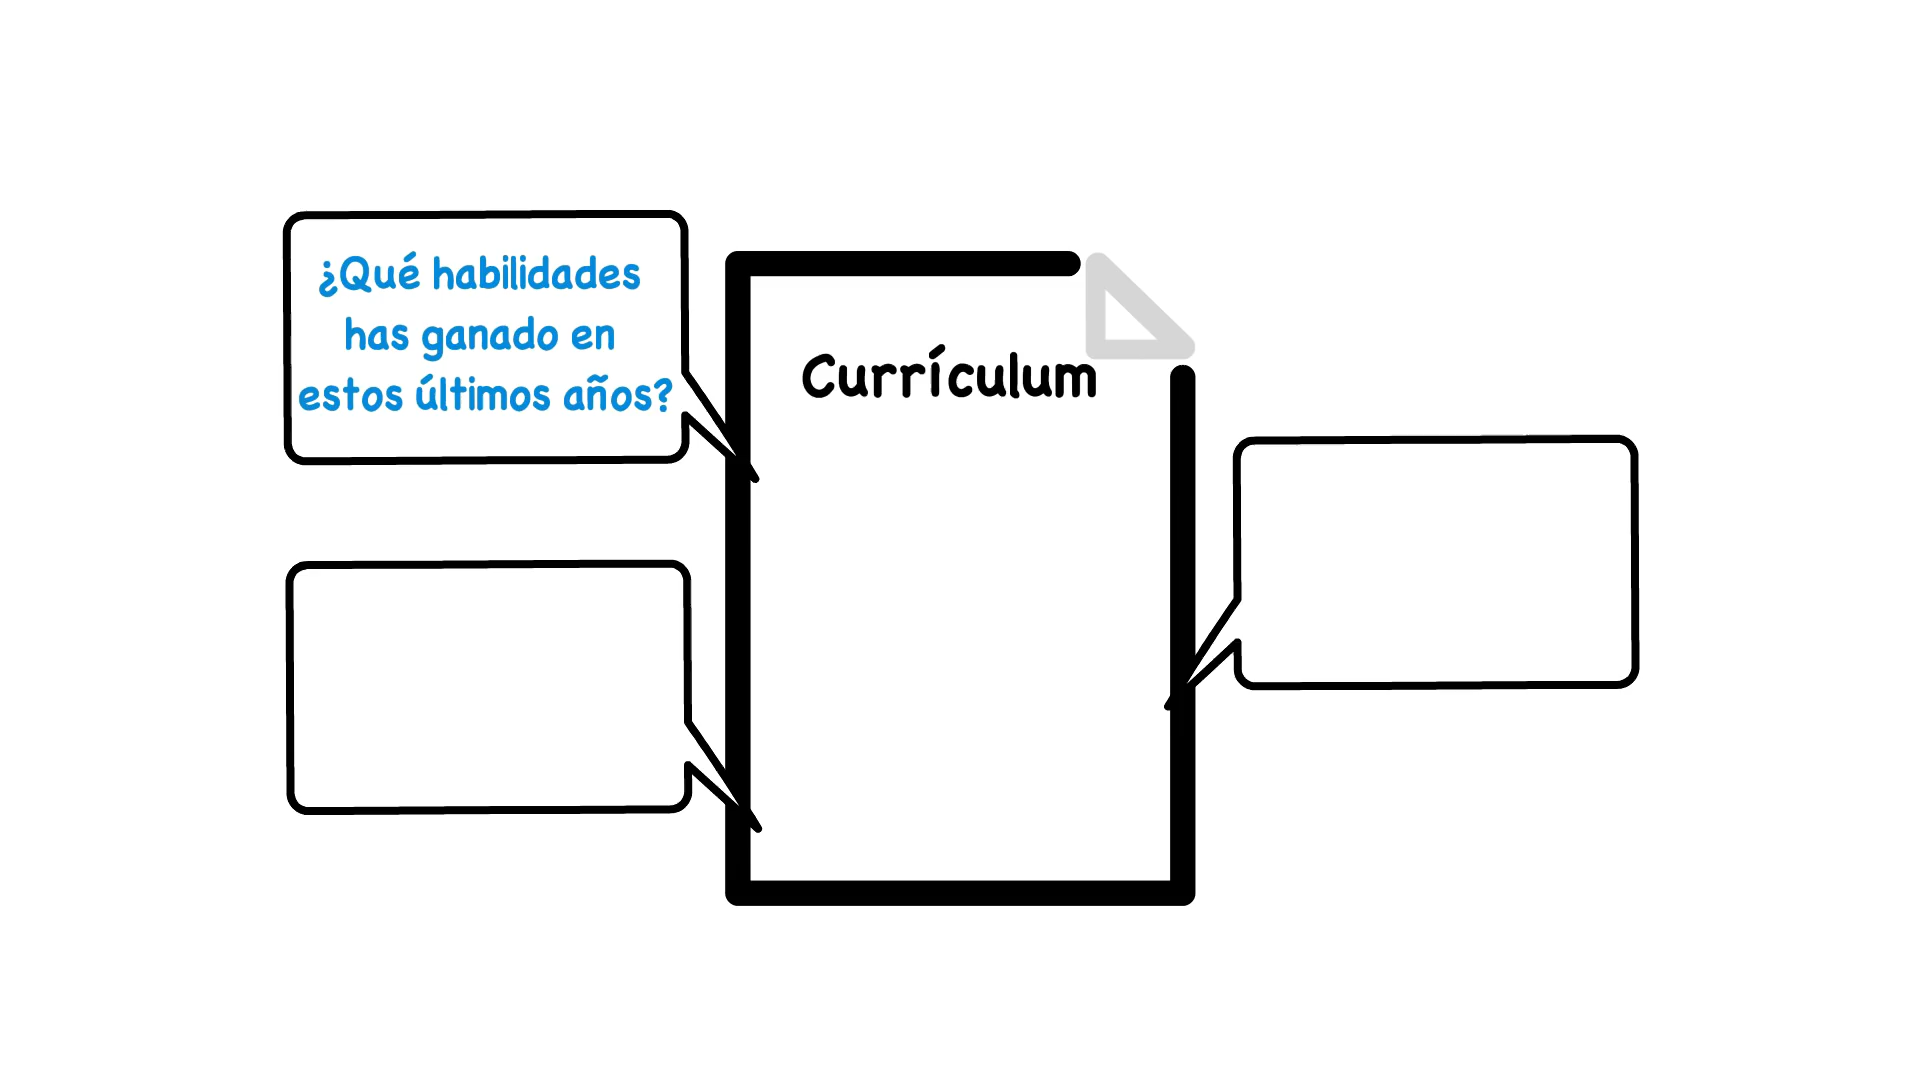 ¿Qué habilidades
has ganado en
estos últimos años?
Currículum